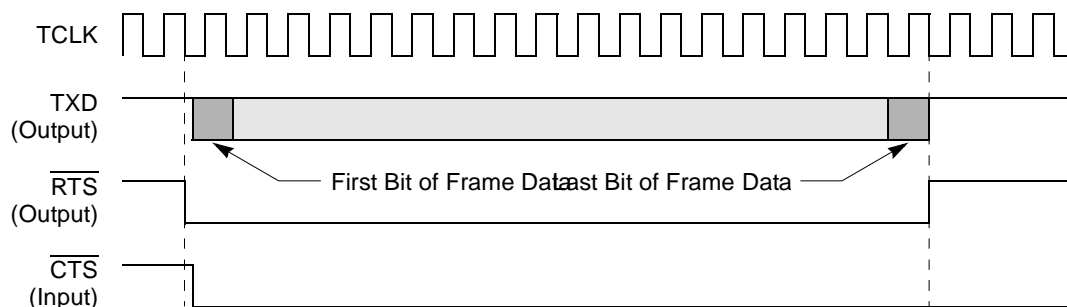 TCLK
TXD
(Output)
First Bit of Frame Data
Last Bit of Frame Data
RTS
(Output)
CTS
(Input)